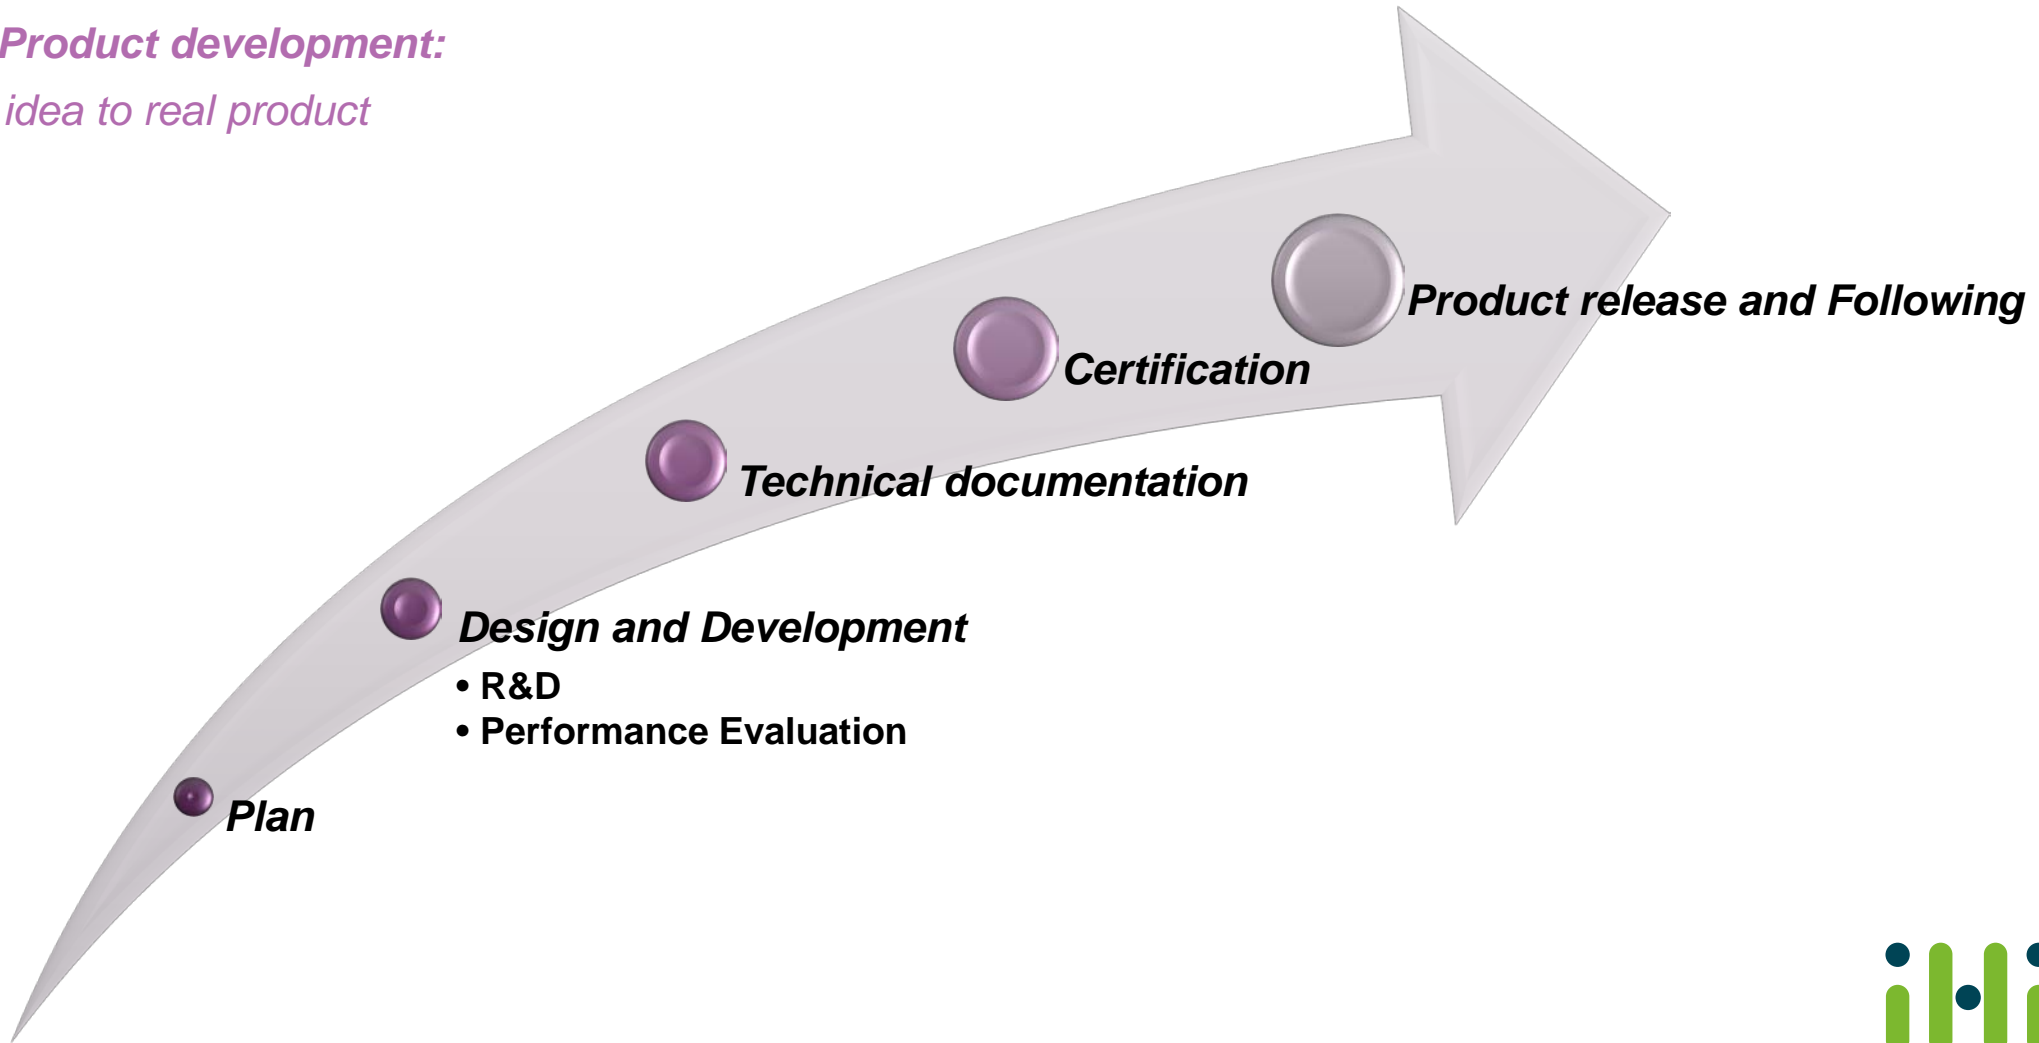 Product development:
idea to real product
Product release and Following
Certification
Technical documentation
Design and Development
• R&D
• Performance Evaluation
Plan
iHi